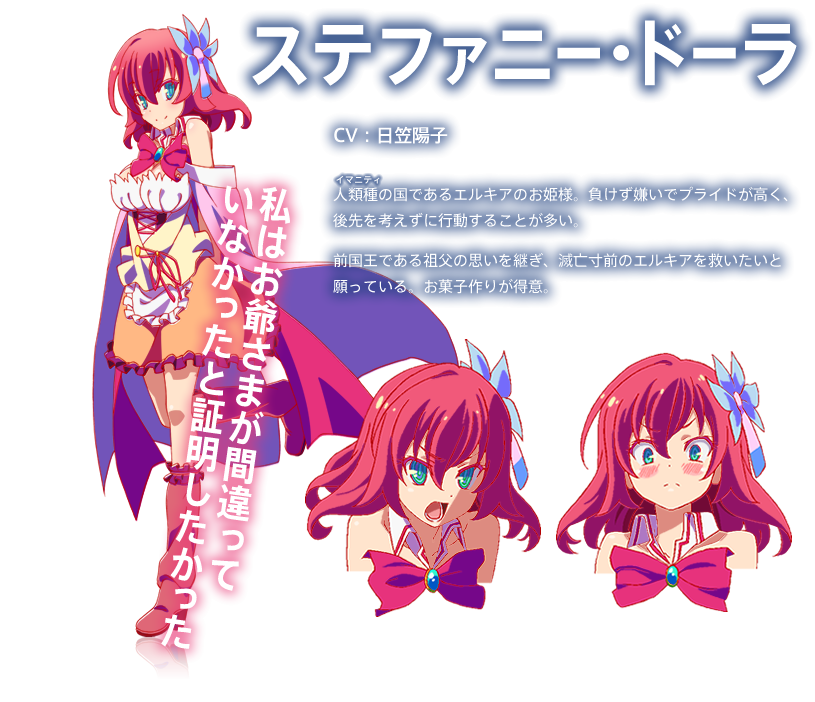 ステファニー・ドーラ
CV：日笠陽子
イマニティ
人類種の国であるエルキアのお姫様。負けず嫌いでプライドが高く、
後先を考えずに行動することが多い。
前国王である祖父の思いを継ぎ、滅亡寸前のエルキアを救いたいと
願っている。お菓子作りが得意。
私はお爺さまが間違って
いなかったと証明したかった